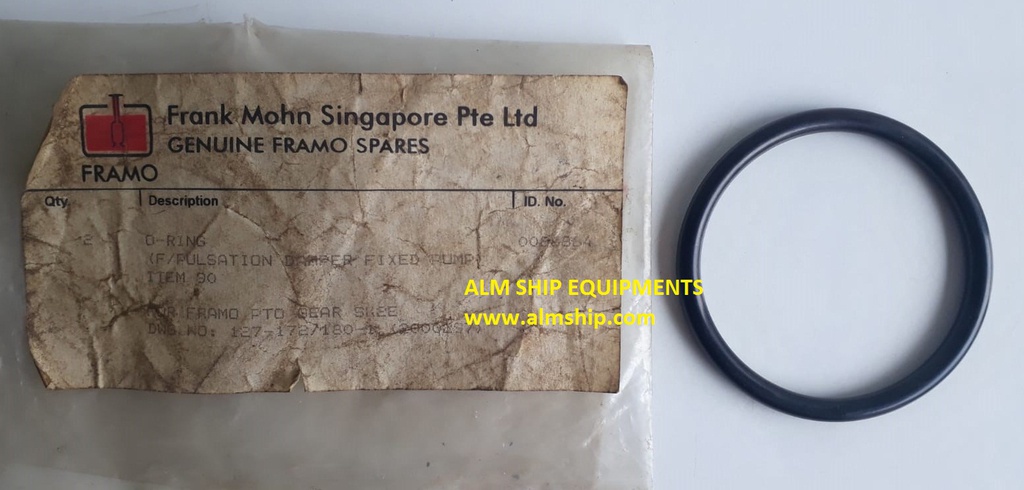 Frank Mohn Singapore Pte Ltd
GENUINE FRAMO SPARES
FRAMO
Qty. Description ID. No.
2 O-RING
(F/PULSATION DAMPER FIXED PUMP)
ITEM 90
FOR FRAMO PTO GEAR
DWG.NO:
ALM SHIP EQUIPMENTS
www.almship.com